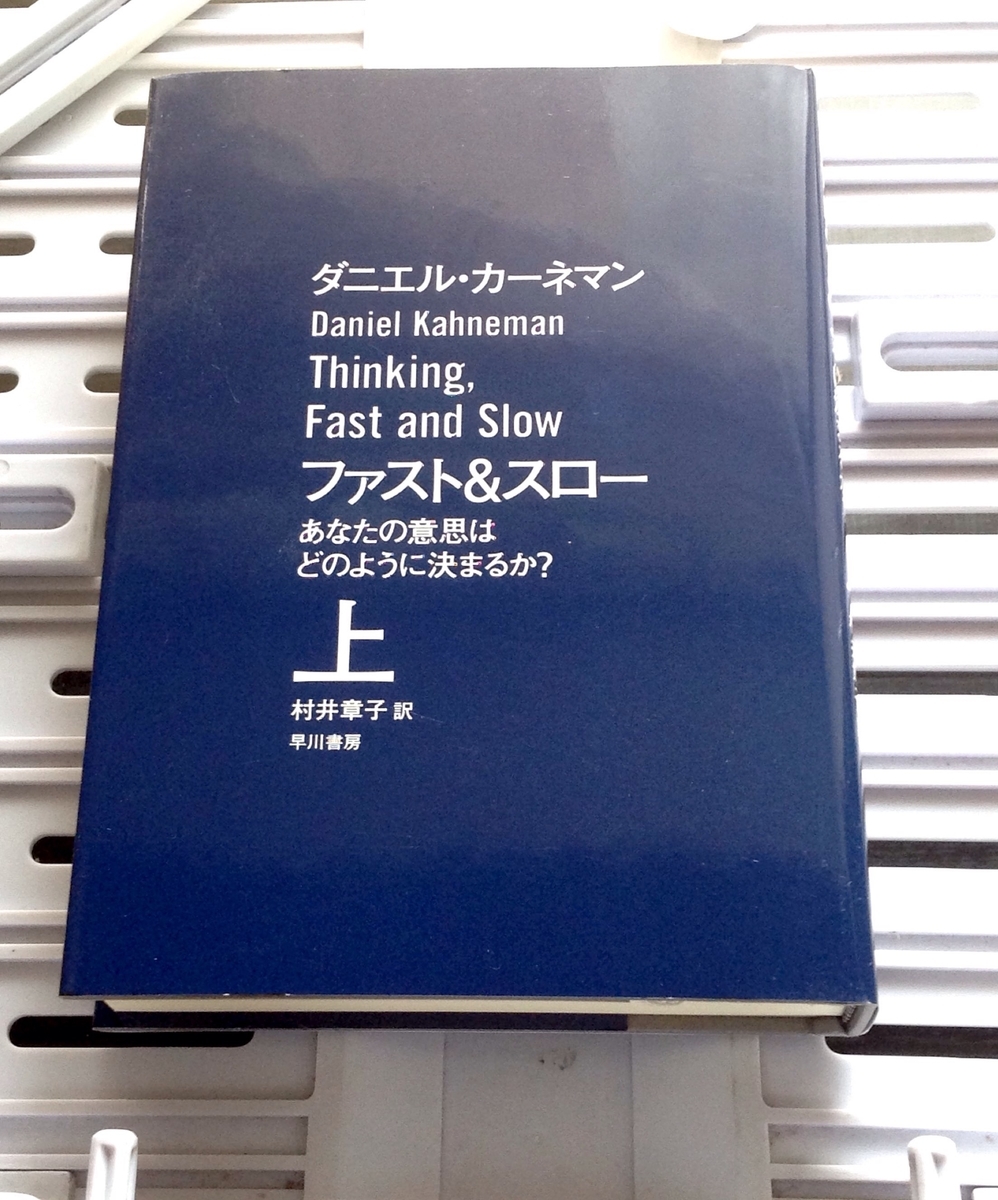 ダニエル・カーネマン
Daniel Kahneman
Thinking,
Fast and Slow
ファスト&スロー
あなたの意思は
どのように決まるか?
上
村井章子 訳
早川書房